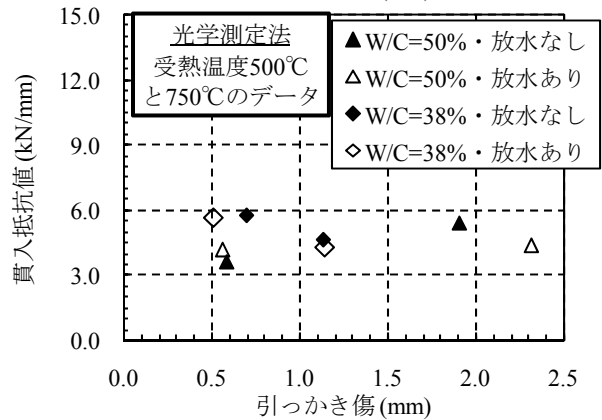 15.0
12.0
9.0
6.0
3.0
0.0
貫入抵抗値(kN/mm)
光学測定法
受熱温度500℃
と750℃のデータ
▲W/C=50%・放水なし
△W/C=50%・放水あり
◆W/C=38%・放水なし
◇W/C=38%・放水あり
0.0 0.5 1.0 1.5 2.0 2.5
引っかき傷(mm)